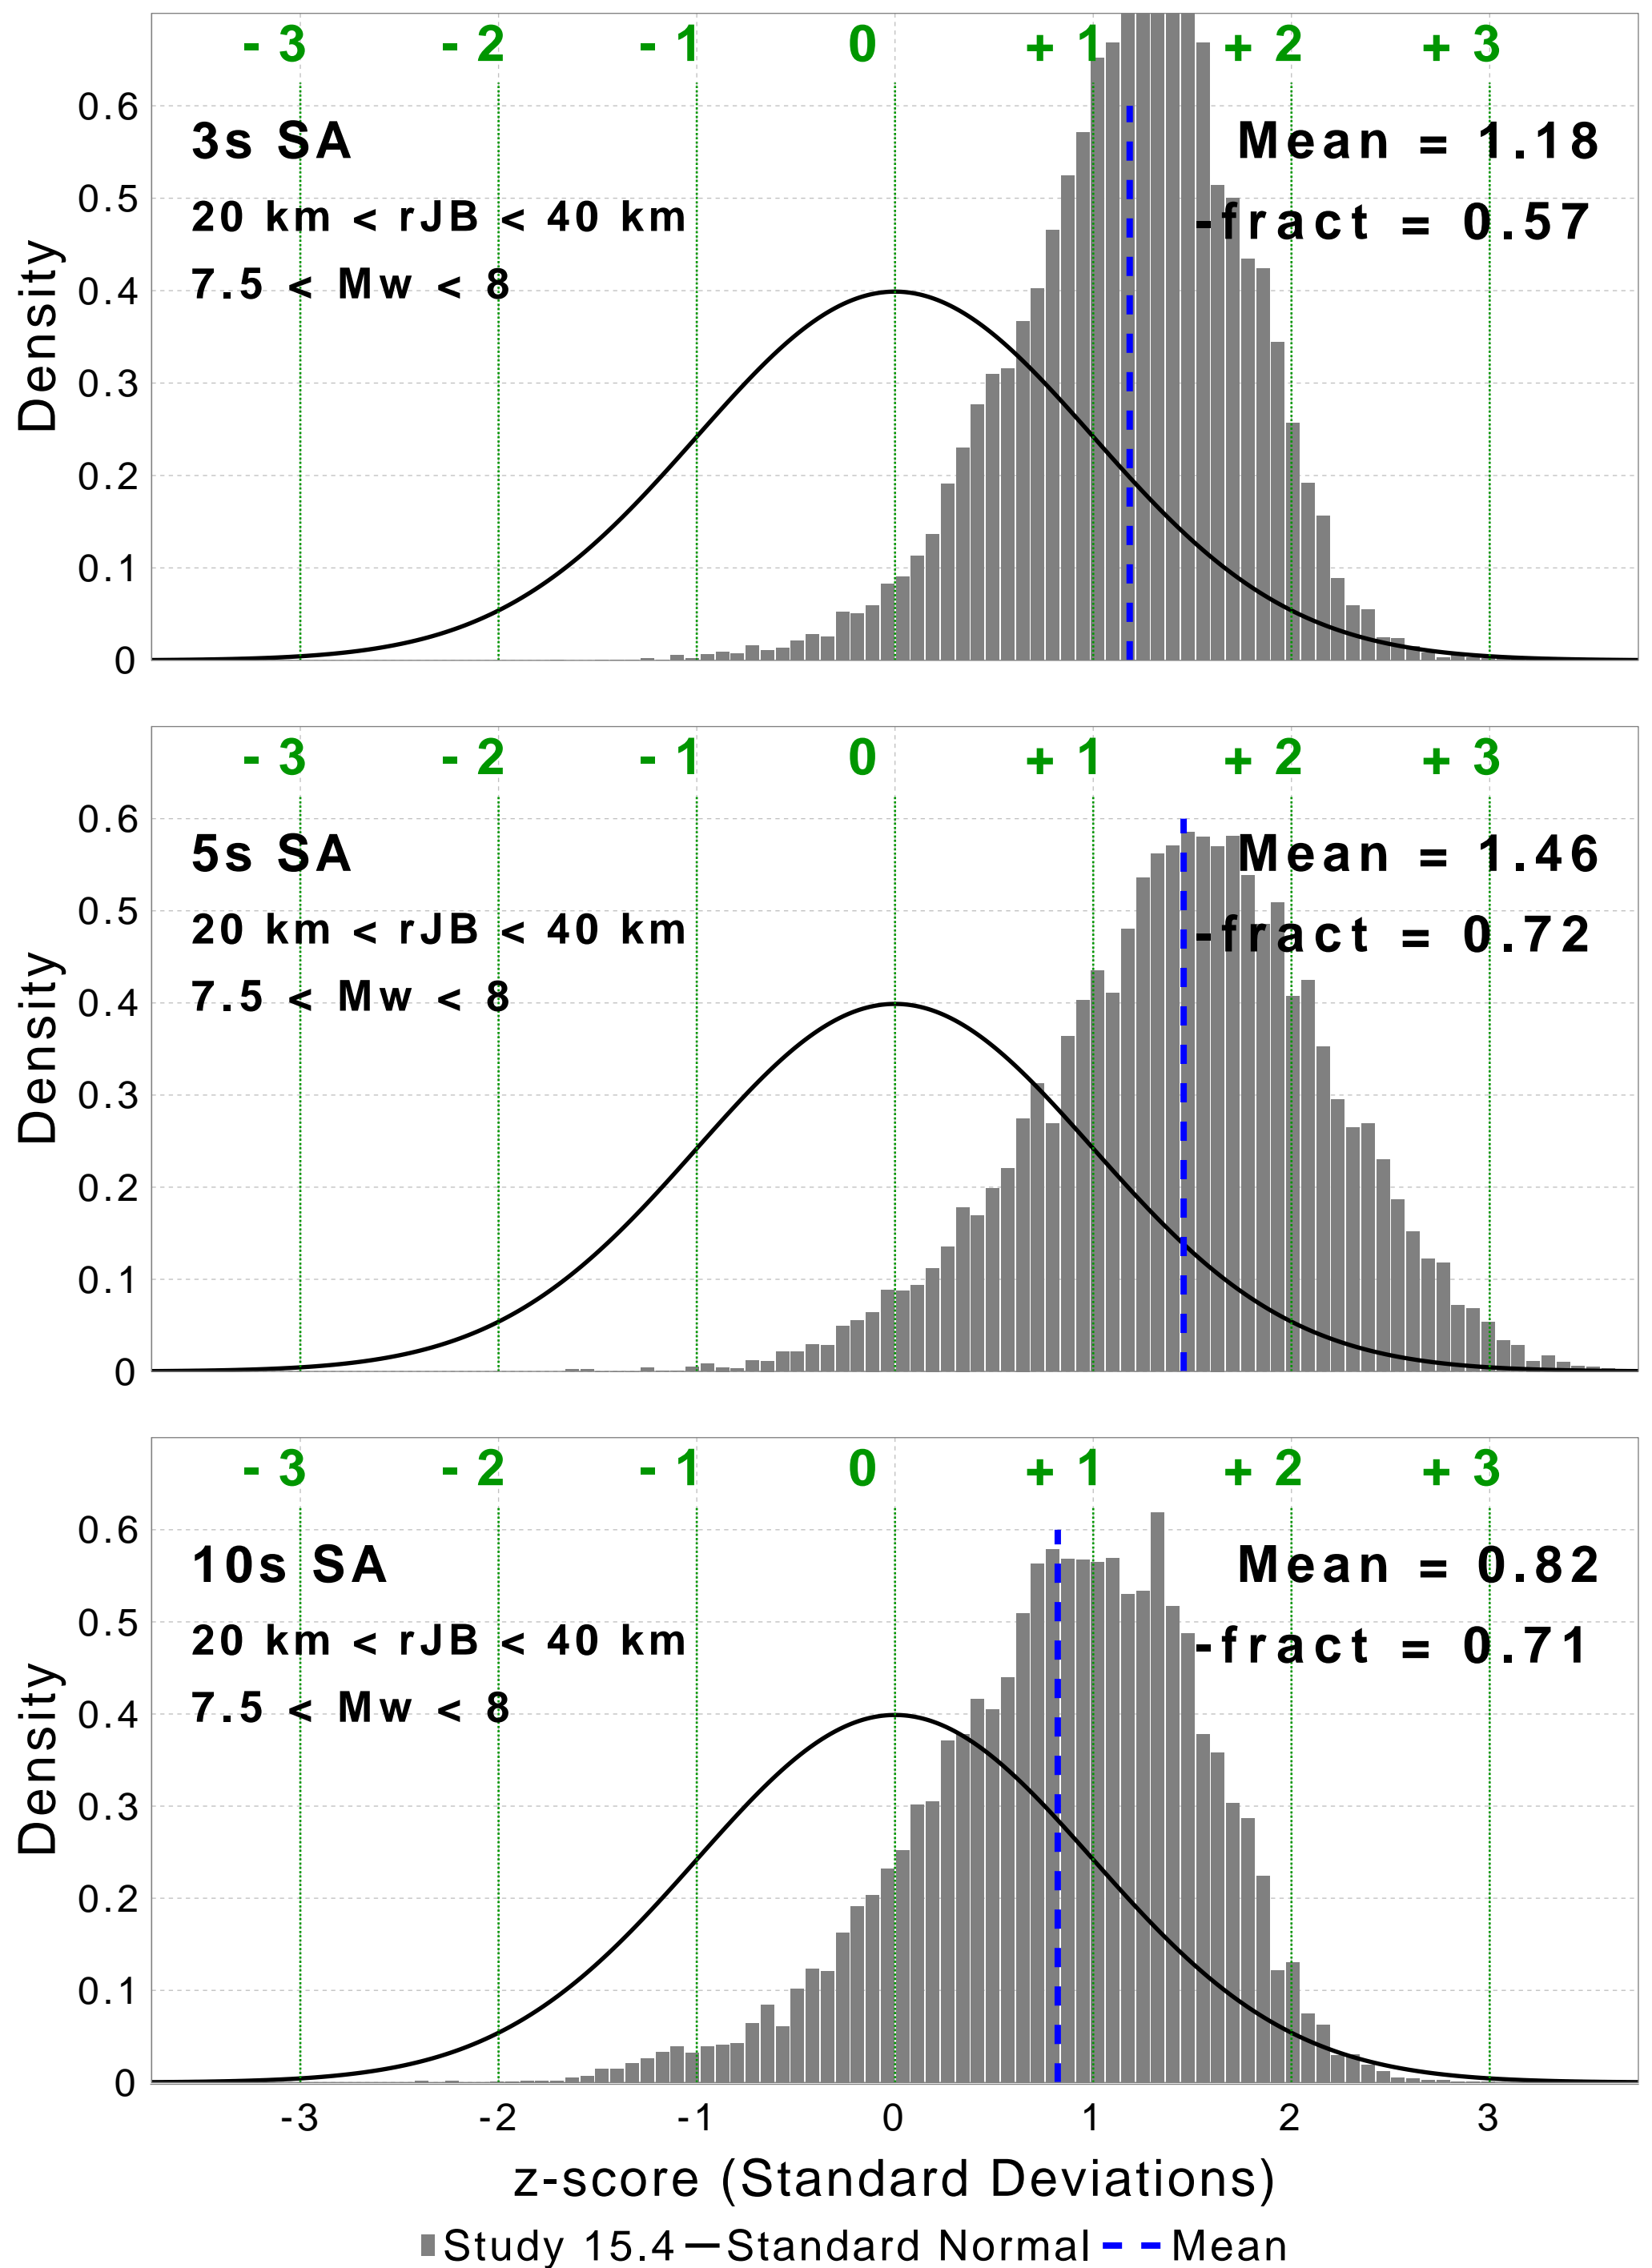 - 3 - 2 - 1 0 + 1 + 2 + 3
0.6
3s SA
Mean = 1.18
0.5
20 km < rJB < 40 km
-fract = 0.57
7.5 < Mw < 8
0.4
Density
0.3
0.2
0.1
0
- 3 - 2 - 1 0 + 1 + 2 + 3
0.6
5s SA
Mean = 1.46
0.5
20 km < rJB < 40 km
-fract = 0.72
7.5 < Mw < 8
0.4
Density
0.3
0.2
0.1
0
- 3 - 2 - 1 0 + 1 + 2 + 3
0.6
10s SA
Mean = 0.82
0.5
20 km < rJB < 40 km
-fract = 0.71
7.5 < Mw < 8
0.4
Density
0.3
0.2
0.1
0
-3 -2 -1 0 1 2 3
z-score (Standard Deviations)
Study 15.4 Standard Normal Mean